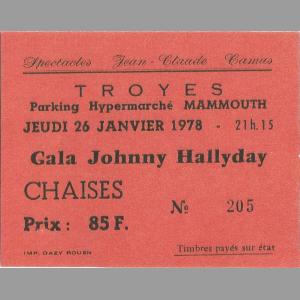 Spectacles Jean-Claude Camus
TROYES
Parking Hypermarché MAMMOUTH
JEUDI 26 JANVIER 1978 - 21h.15
Gala Johnny Hallyday
CHAISES
№ 205
Prix : 85 F.
IMP. DAZY ROUEN
Timbres payés sur état